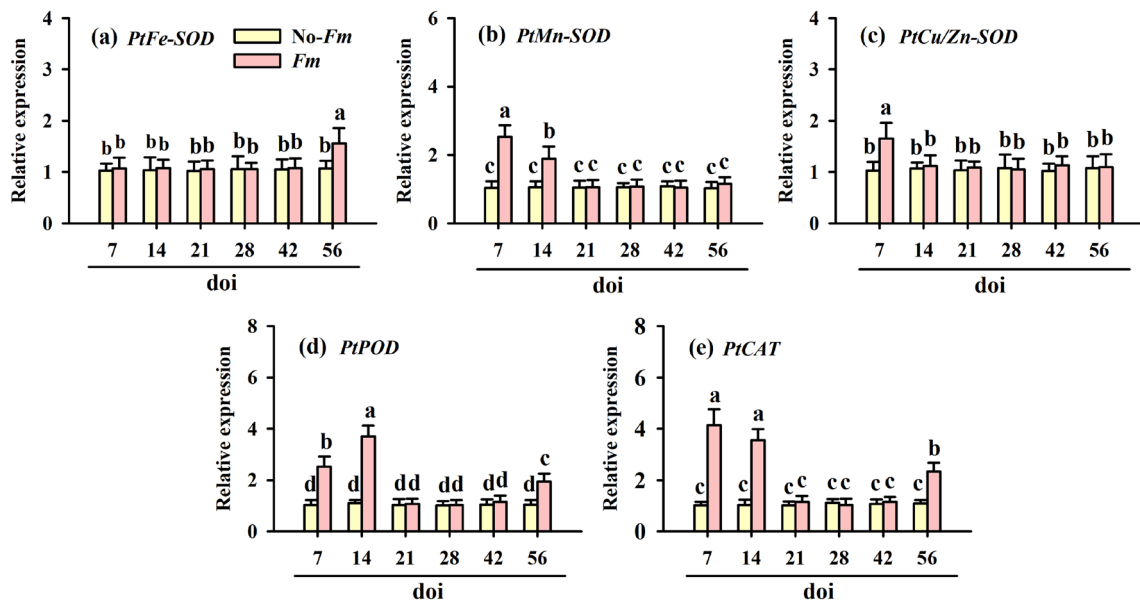 (a) PtFe-SOD
No-Fm
Fm
Relative expression
4
3
2
1
0
b b b b b b b b b b b a
7 14 21 28 42 56
doi
(b) PtMn-SOD
Relative expression
6
4
2
0
c a c b c c c c c c c c
7 14 21 28 42 56
doi
(c) PtCu/Zn-SOD
Relative expression
4
3
2
1
0
b a b b b b b b b b b b
7 14 21 28 42 56
doi
(d) PtPOD
Relative expression
8
6
4
2
0
d b d a d d d d d d d c
7 14 21 28 42 56
doi
(e) PtCAT
Relative expression
8
6
4
2
0
c a c a c c c c c c c b
7 14 21 28 42 56
doi